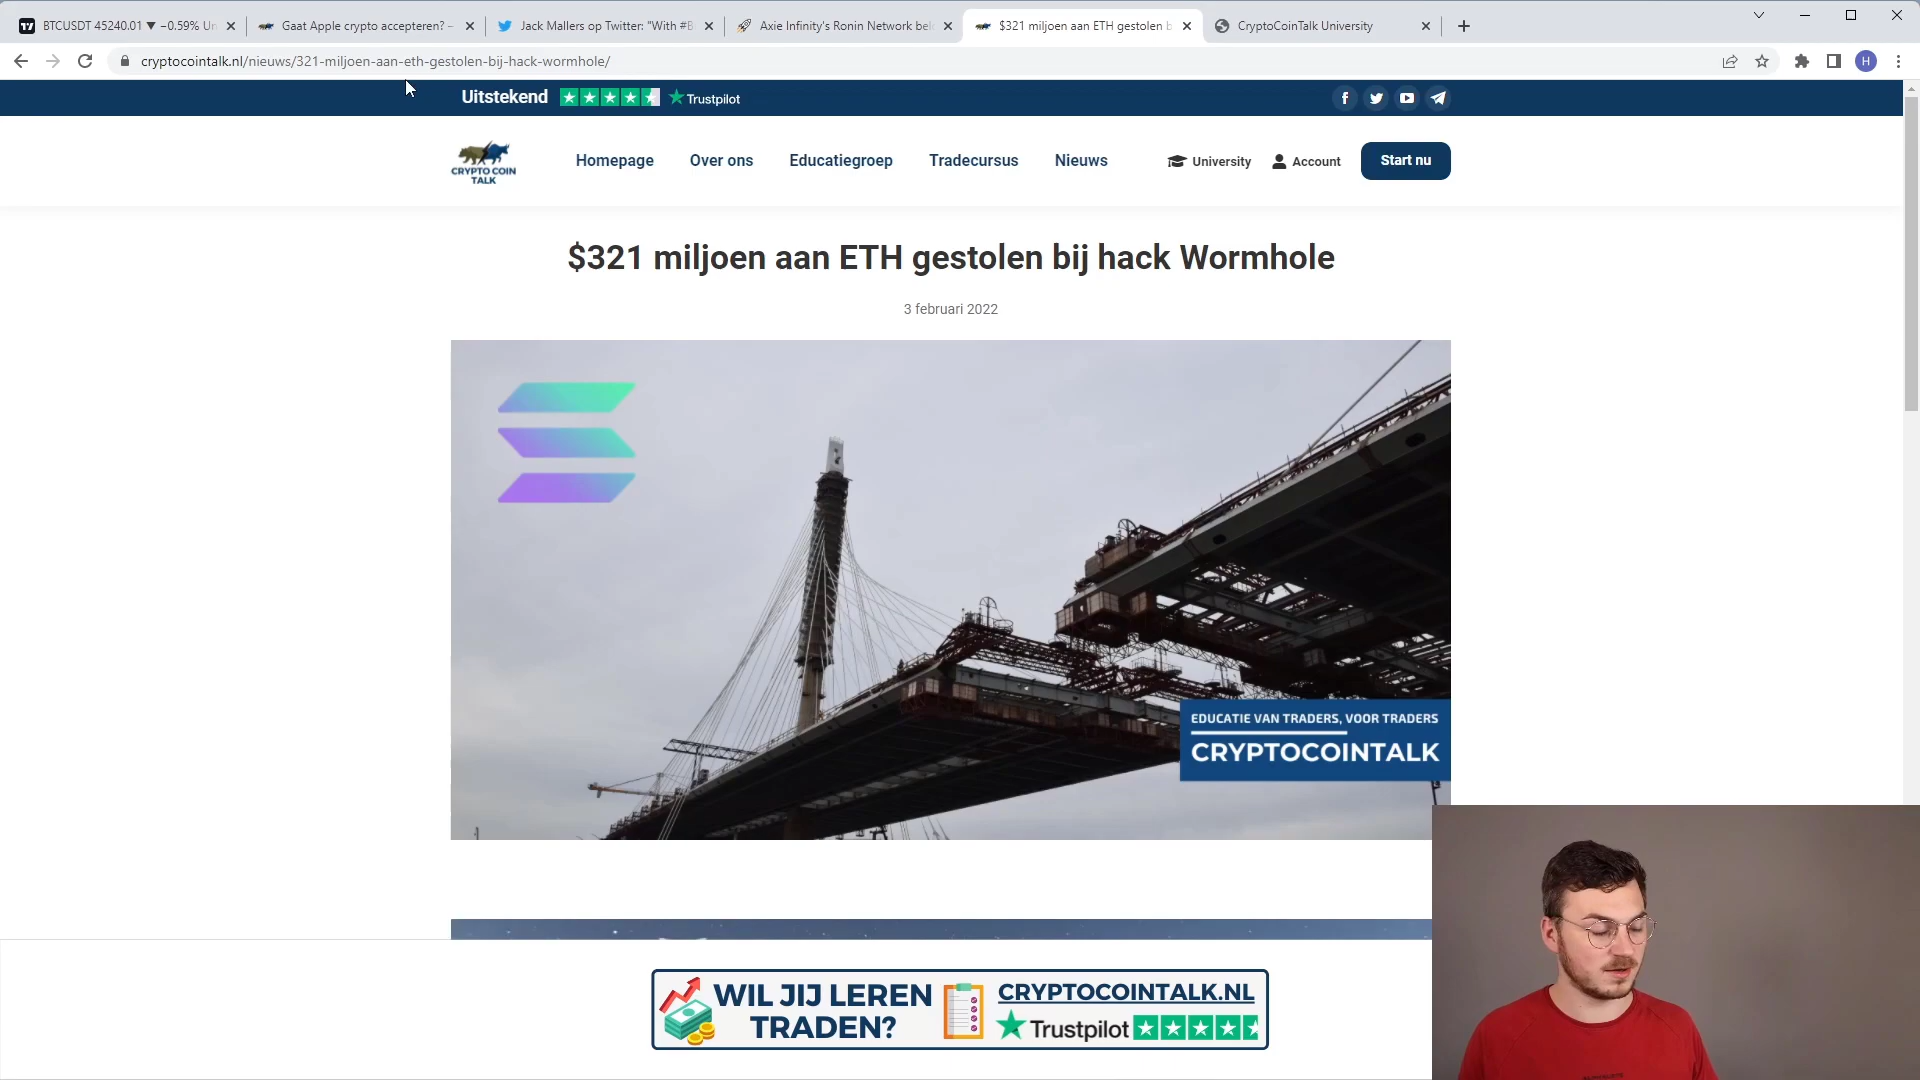 BTCUSDT 45240.01 ▼ −0.59% Un
Gaat Apple crypto accepteren? –
Jack Mallers op Twitter: "With #B
Axie Infinity's Ronin Network bel
$321 miljoen aan ETH gestolen b
CryptoCoinTalk University
cryptocointalk.nl/nieuws/321-miljoen-aan-eth-gestolen-bij-hack-wormhole/
H
Uitstekend
Trustpilot
CRYPTO COIN
TALK
Homepage
Over ons
Educatiegroep
Tradecursus
Nieuws
University
Account
Start nu
$321 miljoen aan ETH gestolen bij hack Wormhole
3 februari 2022
EDUCATIE VAN TRADERS, VOOR TRADERS
CRYPTOCOINTALK
WIL JIJ LEREN
TRADEN?
CRYPTOCOINTALK.NL
Trustpilot